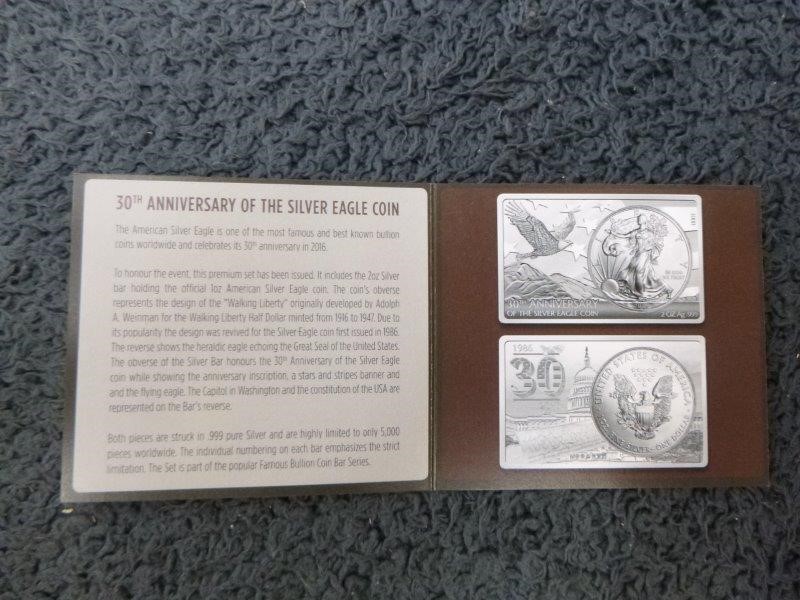 30TH ANNIVERSARY OF THE SILVER EAGLE COIN
The American Silver Eagle is one of the most famous and best known bullion
coins worldwide and celebrates its 30th anniversary in 2016.
To honour the event, this premium set has been issued. It includes the 2oz Silver
bar holding the official 1oz American Silver Eagle coin. The coin's obverse
represents the design of the "Walking Liberty" originally developed by Adolph
A. Weinman for the Walking Liberty Half Dollar minted from 1916 to 1947. Due
to its popularity the design was revived for the Silver Eagle coin first issued in 1986.
The reverse shows the heraldic eagle echoing the Great Seal of the United States.
The obverse of the Silver Bar honours the 30th Anniversary of the Silver Eagle
coin while showing the anniversary inscription, a stars and stripes banner and
and the flying eagle. The Capitol in Washington and the constitution of the USA are
represented on the Bar's reverse.
Both pieces are struck in .999 pure Silver and are highly limited to only 5,000
pieces worldwide. The individual numbering on each bar emphasizes the strict
limitation. The Set is part of the popular Famous Bullion Coin Bar Series.
IN GOD
WE TRUST
30TH ANNIVERSARY
OF THE SILVER EAGLE COIN
2 OZ Ag .999
1986
30
UNITED STATES OF AMERICA
ONE DOLLAR